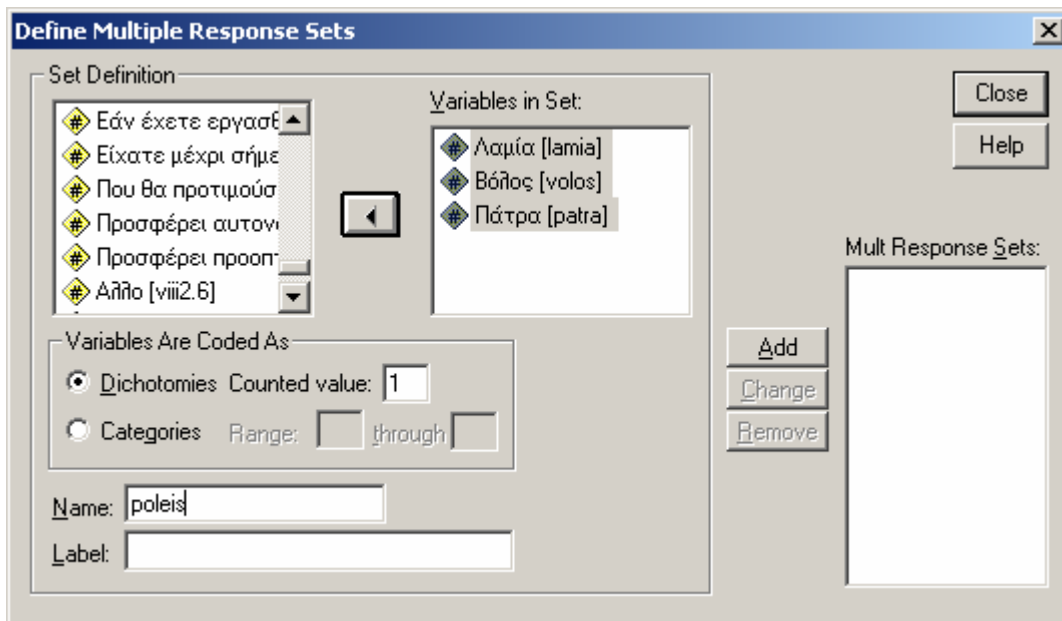 Define Multiple Response Sets
Set Definition
Εάν έχετε εργασθ
Είχατε μέχρι σήμε
Που θα προτιμούσ
Προσφέρει αυτονο
Προσφέρει προοπτ
Αλλο [viii2.6]
Variables in Set:
Λαμία [lamia]
Βόλος [volos]
Πάτρα [patra]
Close
Help
Mult Response Sets:
Variables Are Coded As
Dichotomies Counted value: 1
Categories Range: through
Add
Change
Remove
Name: poleis
Label: